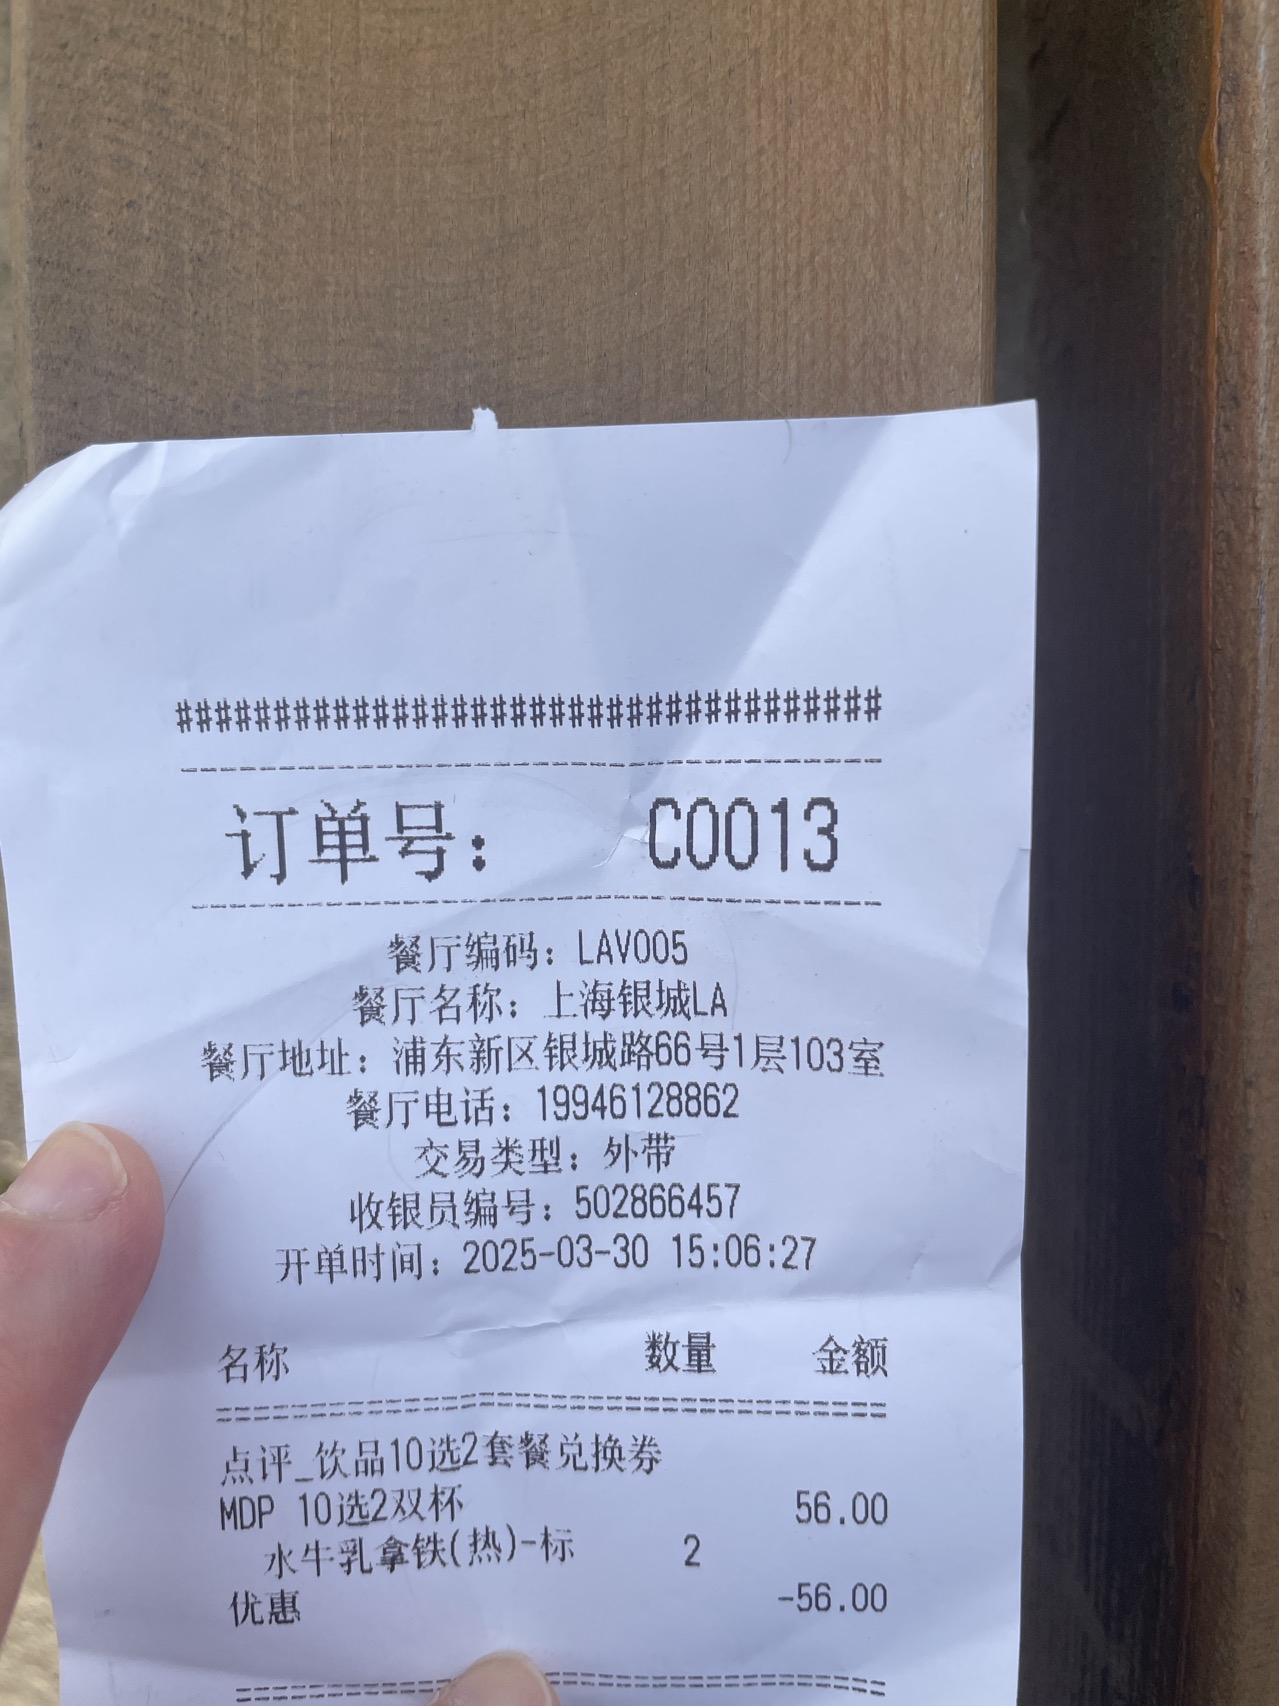 ####################################
订单号： C0013
餐厅编码：LAV005
餐厅名称：上海银城LA
餐厅地址：浦东新区银城路66号1层103室
餐厅电话：19946128862
交易类型：外带
收银员编号：502866457
开单时间：2025-03-30 15:06:27
名称 数量 金额
点评_饮品10选2套餐兑换券
MDP 10选2双杯 56.00
水牛乳拿铁(热)-标 2
优惠 -56.00